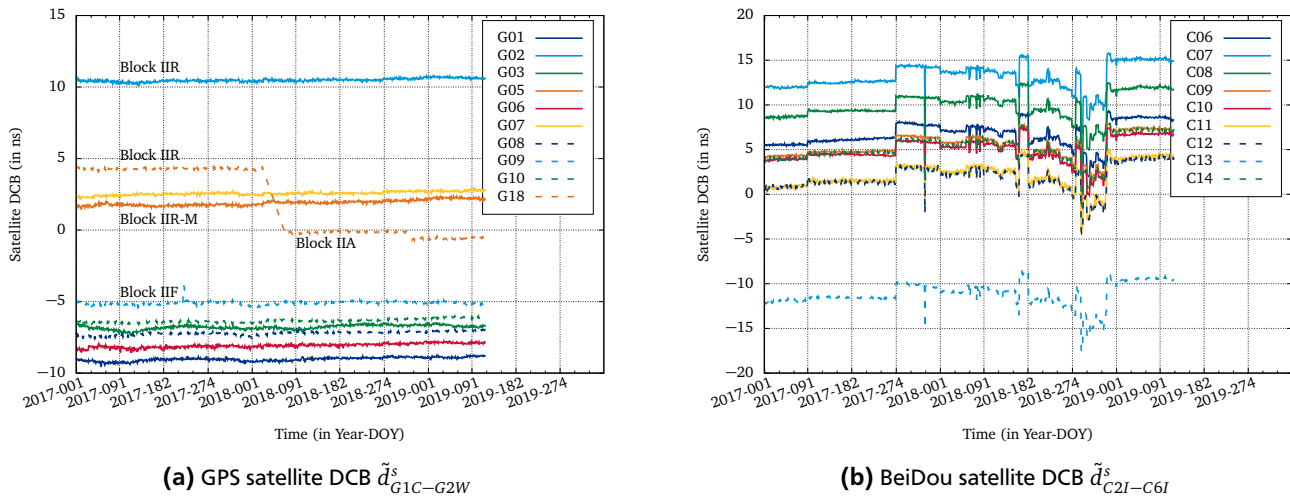 15
10
5
0
−5
−10
Satellite DCB (in ns)
Block IIR
Block IIR
Block IIR-M
Block IIA
Block IIF
G01
G02
G03
G05
G06
G07
G08
G09
G10
G18
2017-001 2017-091 2017-182 2017-274 2018-001 2018-091 2018-182 2018-274 2019-001 2019-091 2019-182 2019-274
Time (in Year-DOY)
(a) GPS satellite DCB d̃ˢ_G1C−G2W
20
15
10
5
0
−5
−10
−15
−20
Satellite DCB (in ns)
C06
C07
C08
C09
C10
C11
C12
C13
C14
2017-001 2017-091 2017-182 2017-274 2018-001 2018-091 2018-182 2018-274 2019-001 2019-091 2019-182 2019-274
Time (in Year-DOY)
(b) BeiDou satellite DCB d̃ˢ_C2I−C6I